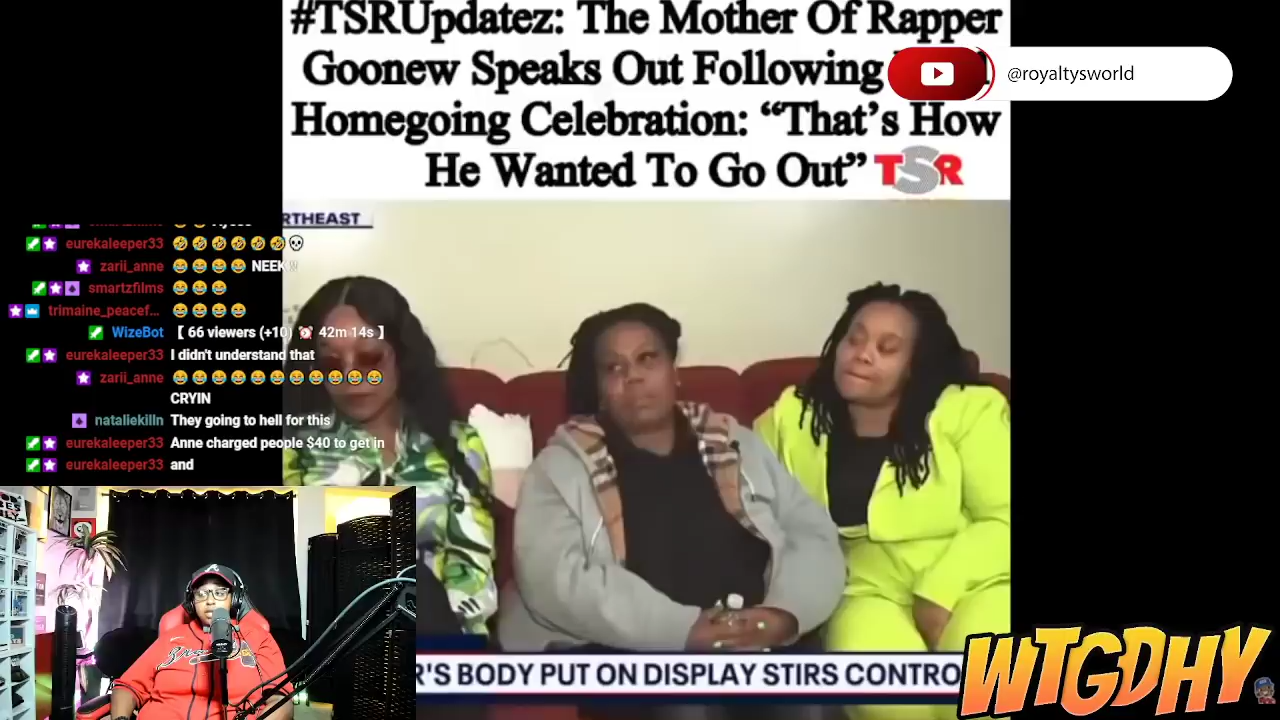 #TSRUpdatez: The Mother Of Rapper
Goonew Speaks Out Following
Homegoing Celebration: “That’s How
He Wanted To Go Out” TSR
@royaltysworld
RTHEAST
eurekaleeper33 🤣🤣🤣🤣🤣🤣💀
zarii_anne 😂😂😂😂 NEEK
smartzfilms 😂😂😂
trimaine_peacef... 😂😂😂😂
WizeBot 【 66 viewers (+10) ⏰ 42m 14s 】
eurekaleeper33 I didn't understand that
zarii_anne 😂😂😂😂😂😂😂😂😂😂😂
CRYIN
nataliekilln They going to hell for this
eurekaleeper33 Anne charged people $40 to get in
eurekaleeper33 and
R'S BODY PUT ON DISPLAY STIRS CONTRO
WTGDHY